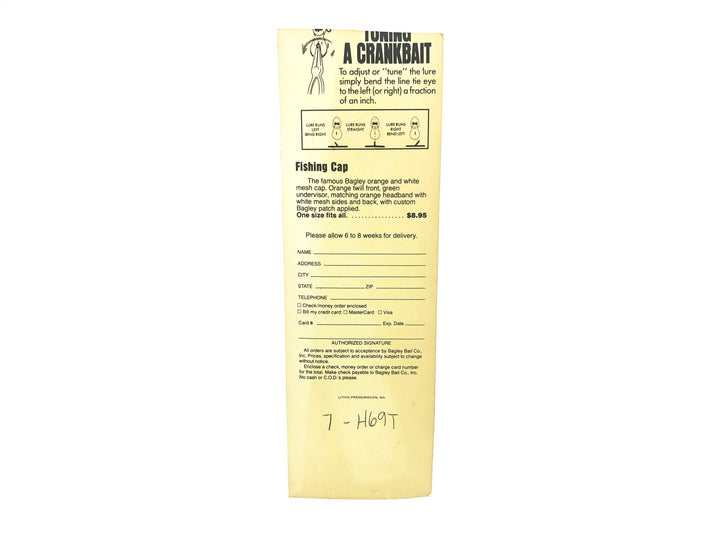 TUNING
A CRANKBAIT
To adjust or "tune" the lure
simply bend the line tie eye
to the left (or right) a fraction
of an inch.
LURE RUNS
LEFT
BEND RIGHT
LURE RUNS
STRAIGHT
LURE RUNS
RIGHT
BEND LEFT
Fishing Cap
The famous Bagley orange and white
mesh cap. Orange twill front, green
undervisor, matching orange headband with
white mesh sides and back, with custom
Bagley patch applied.
One size fits all. ................ $8.95
Please allow 6 to 8 weeks for delivery.
NAME
ADDRESS
CITY
STATE ZIP
TELEPHONE
☐ Check/money order enclosed
☐ Bill my credit card: ☐ MasterCard ☐ Visa
Card # Exp. Date
AUTHORIZED SIGNATURE
All orders are subject to acceptance by Bagley Bait Co.,
Inc. Prices, specification and availability subject to change
without notice.
Enclose a check, money order or charge card number
for the total. Make check payable to Bagley Bait Co., Inc.
No cash or C.O.D.'s please.
LITHO PRESS/MACON, GA
7 - H69T